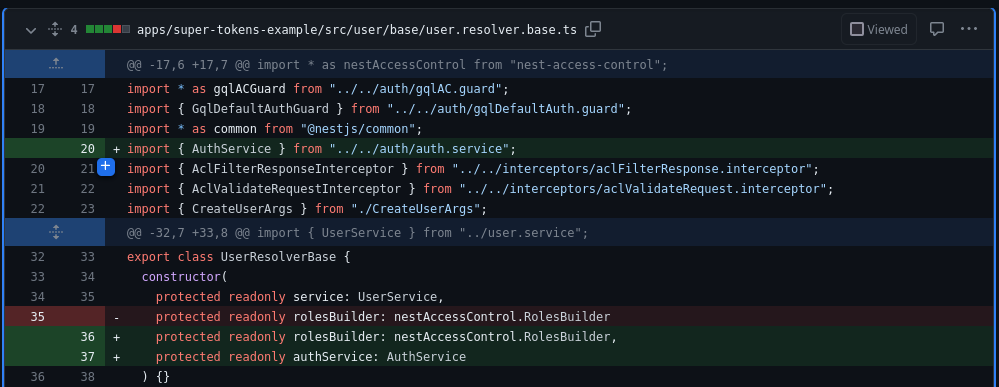 4 apps/super-tokens-example/src/user/base/user.resolver.base.ts Viewed
@@ -17,6 +17,7 @@ import * as nestAccessControl from "nest-access-control";
17 17 import * as gqlACGuard from "../../auth/gqlAC.guard";
18 18 import { GqlDefaultAuthGuard } from "../../auth/gqlDefaultAuth.guard";
19 19 import * as common from "@nestjs/common";
20 + import { AuthService } from "../../auth/auth.service";
20 21 import { AclFilterResponseInterceptor } from "../../interceptors/aclFilterResponse.interceptor";
21 22 import { AclValidateRequestInterceptor } from "../../interceptors/aclValidateRequest.interceptor";
22 23 import { CreateUserArgs } from "./CreateUserArgs";
@@ -32,7 +33,8 @@ import { UserService } from "../user.service";
32 33 export class UserResolverBase {
33 34 constructor(
34 35 protected readonly service: UserService,
35 - protected readonly rolesBuilder: nestAccessControl.RolesBuilder
36 + protected readonly rolesBuilder: nestAccessControl.RolesBuilder,
37 + protected readonly authService: AuthService
36 38 ) {}